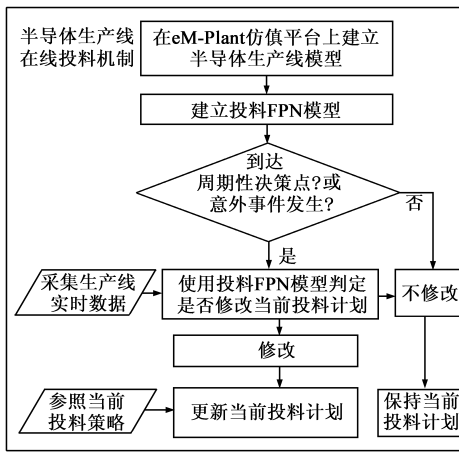 半导体生产线
在线投料机制
在eM-Plant仿真平台上建立
半导体生产线模型
建立投料FPN模型
到达
周期性决策点?或
意外事件发生?
否
是
采集生产线
实时数据
使用投料FPN模型判定
是否修改当前投料计划
不修改
修改
参照当前
投料策略
更新当前投料计划
保持当前
投料计划